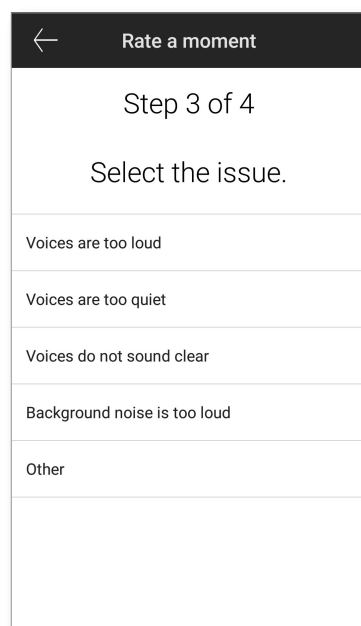 Rate a moment
Step 3 of 4
Select the issue.
Voices are too loud
Voices are too quiet
Voices do not sound clear
Background noise is too loud
Other